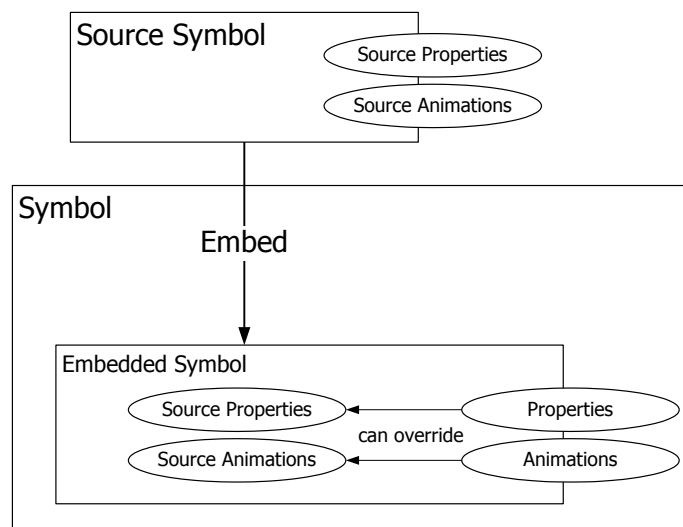 Source Symbol
Source Properties
Source Animations
Symbol
Embed
Embedded Symbol
Source Properties
Properties
can override
Source Animations
Animations